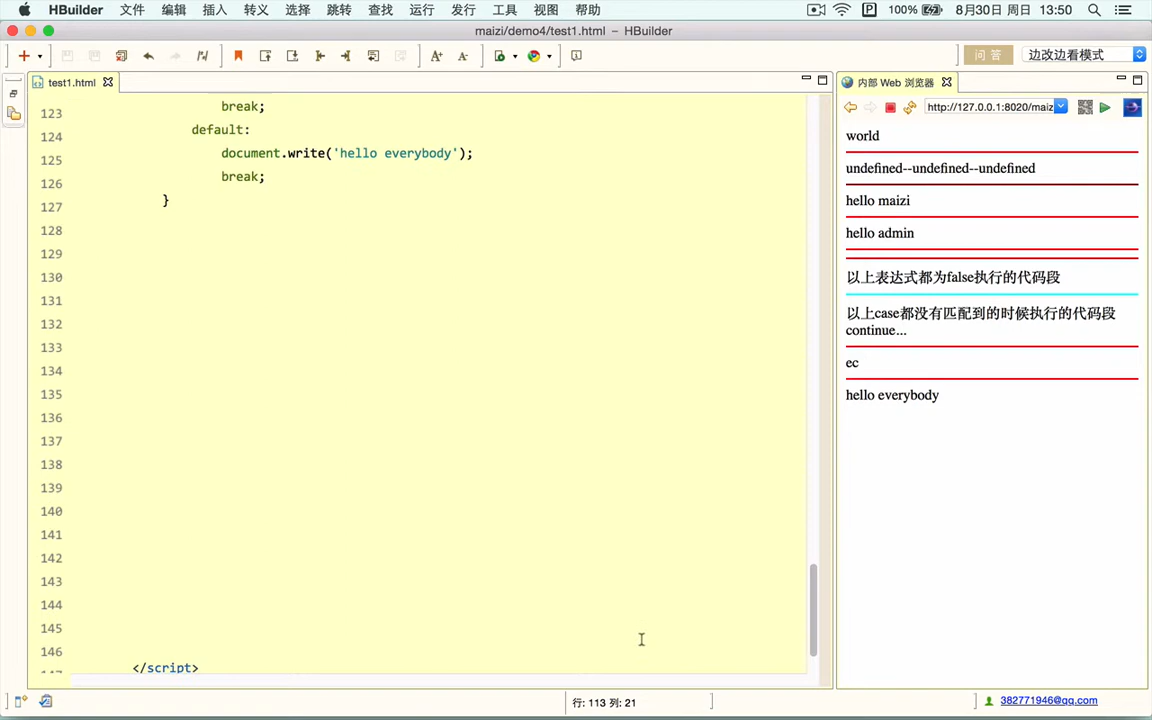 HBuilder 文件 编辑 插入 转义 选择 跳转 查找 运行 发行 工具 视图 帮助 100% 8月30日 周日 13:50
maizi/demo4/test1.html – HBuilder
问 答 边改边看模式
test1.html
内部 Web 浏览器
http://127.0.0.1:8020/maiz
123 break;
124 default:
125 document.write('hello everybody');
126 break;
127 }
128
129
130
131
132
133
134
135
136
137
138
139
140
141
142
143
144
145
146 </script>
world
undefined--undefined--undefined
hello maizi
hello admin
以上表达式都为false执行的代码段
以上case都没有匹配到的时候执行的代码段
continue...
ec
hello everybody
行: 113 列: 21
382771946@qq.com